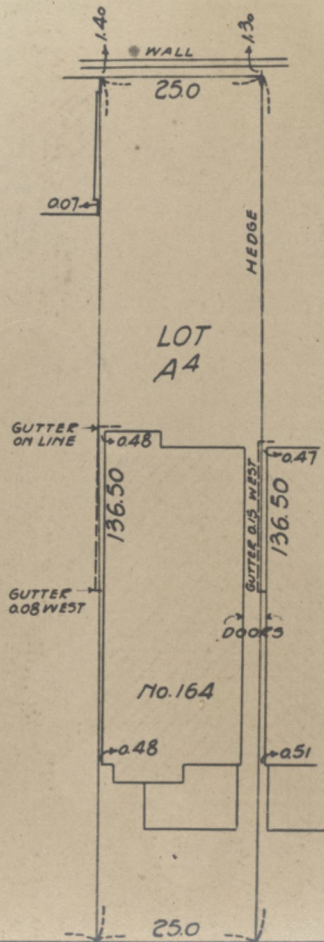 1.40
1.30
WALL
25.0
0.07
HEDGE
LOT
A4
GUTTER
ON LINE
0.48
0.47
136.50
GUTTER 0.15 WEST
136.50
GUTTER
0.08 WEST
DOORS
No. 164
0.48
0.51
25.0